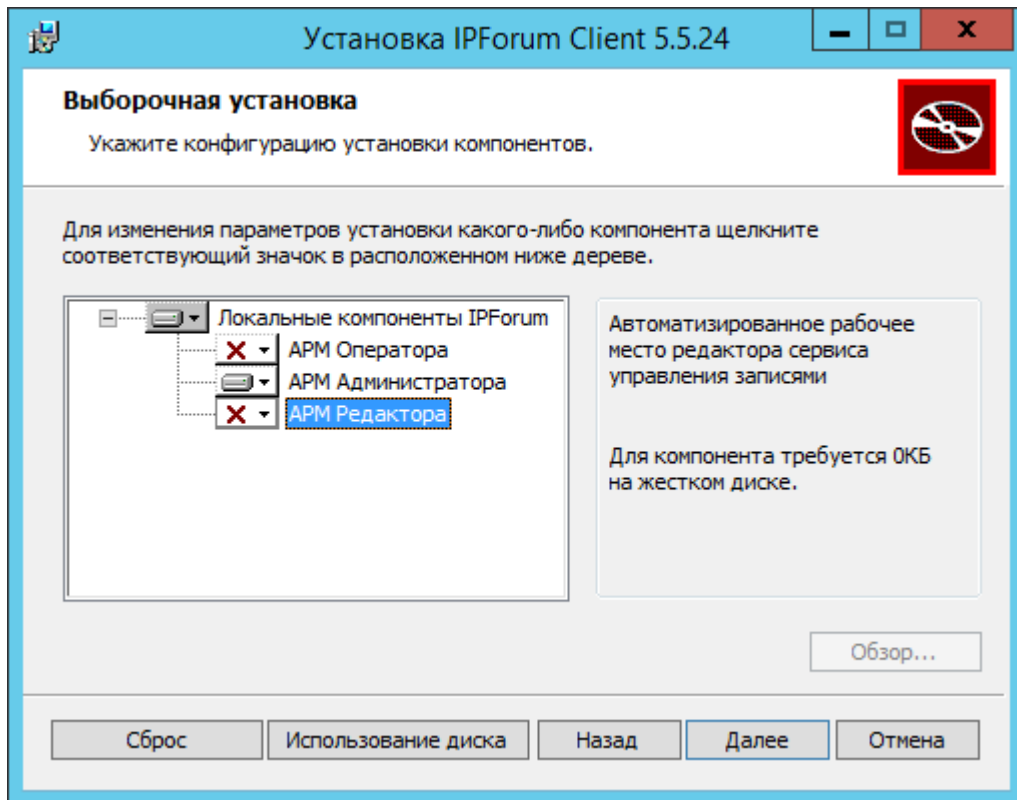 Установка IPForum Client 5.5.24
Выборочная установка
Укажите конфигурацию установки компонентов.
Для изменения параметров установки какого-либо компонента щелкните
соответствующий значок в расположенном ниже дереве.
Локальные компоненты IPForum
АРМ Оператора
АРМ Администратора
АРМ Редактора
Автоматизированное рабочее
место редактора сервиса
управления записями
Для компонента требуется 0КБ
на жестком диске.
Обзор...
Сброс
Использование диска
Назад
Далее
Отмена